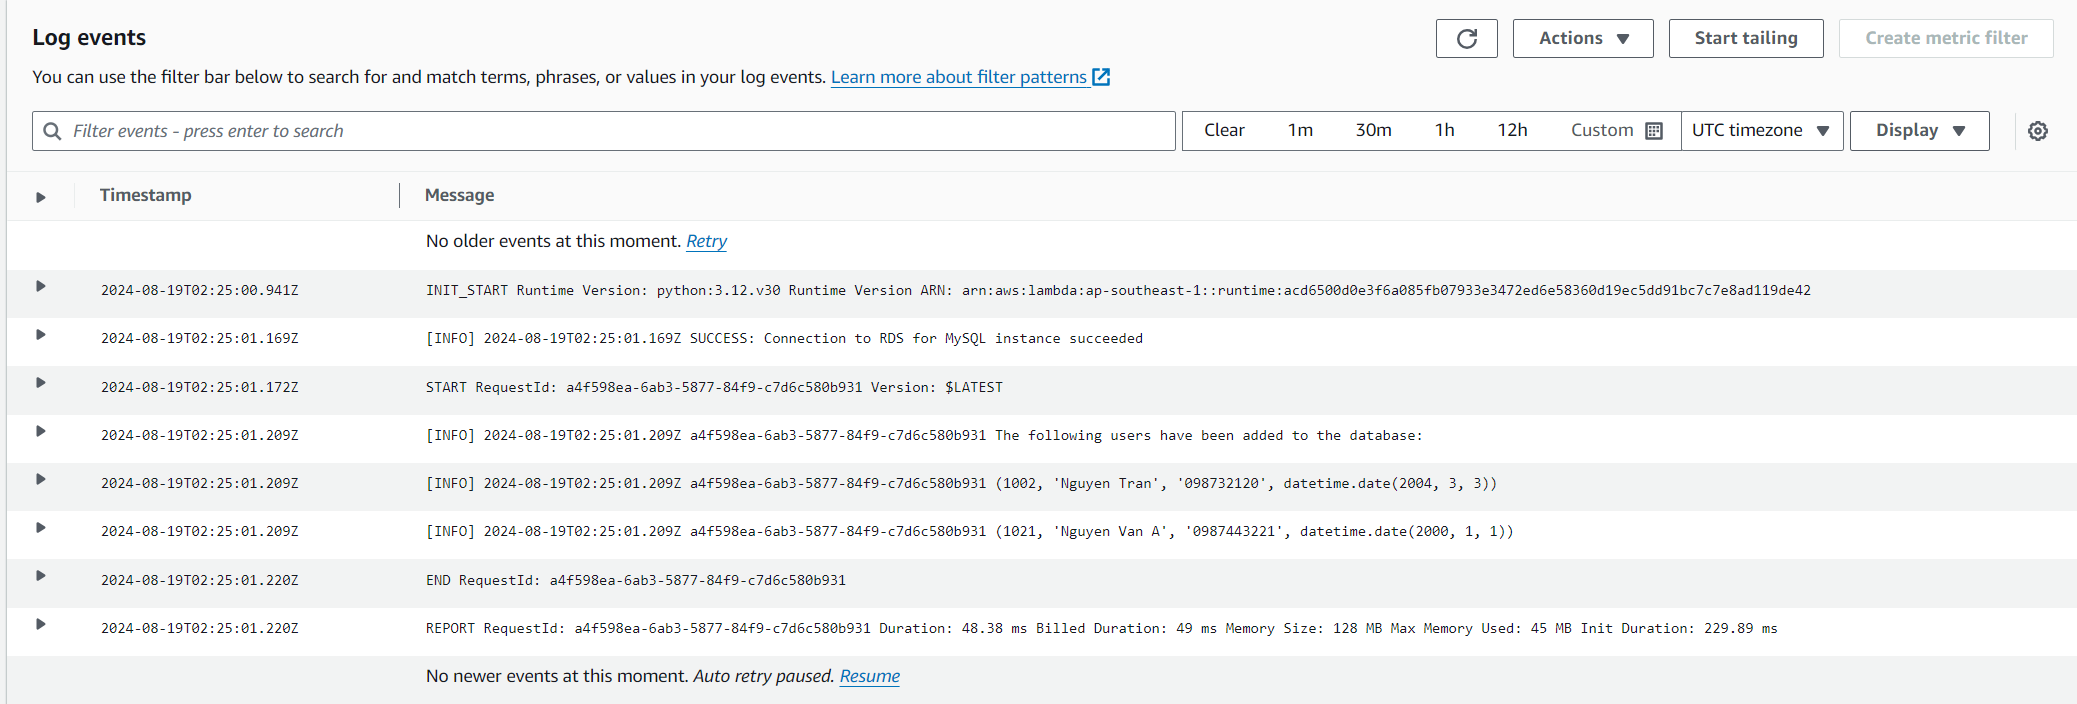 Log events
Actions
Start tailing
Create metric filter
You can use the filter bar below to search for and match terms, phrases, or values in your log events. Learn more about filter patterns
Filter events - press enter to search
Clear 1m 30m 1h 12h Custom
UTC timezone
Display
Timestamp Message
No older events at this moment. Retry
2024-08-19T02:25:00.941Z INIT_START Runtime Version: python:3.12.v30 Runtime Version ARN: arn:aws:lambda:ap-southeast-1::runtime:acd6500d0e3f6a085fb07933e3472ed6e58360d19ec5dd91bc7c7e8ad119de42
2024-08-19T02:25:01.169Z [INFO] 2024-08-19T02:25:01.169Z SUCCESS: Connection to RDS for MySQL instance succeeded
2024-08-19T02:25:01.172Z START RequestId: a4f598ea-6ab3-5877-84f9-c7d6c580b931 Version: $LATEST
2024-08-19T02:25:01.209Z [INFO] 2024-08-19T02:25:01.209Z a4f598ea-6ab3-5877-84f9-c7d6c580b931 The following users have been added to the database:
2024-08-19T02:25:01.209Z [INFO] 2024-08-19T02:25:01.209Z a4f598ea-6ab3-5877-84f9-c7d6c580b931 (1002, 'Nguyen Tran', '098732120', datetime.date(2004, 3, 3))
2024-08-19T02:25:01.209Z [INFO] 2024-08-19T02:25:01.209Z a4f598ea-6ab3-5877-84f9-c7d6c580b931 (1021, 'Nguyen Van A', '0987443221', datetime.date(2000, 1, 1))
2024-08-19T02:25:01.220Z END RequestId: a4f598ea-6ab3-5877-84f9-c7d6c580b931
2024-08-19T02:25:01.220Z REPORT RequestId: a4f598ea-6ab3-5877-84f9-c7d6c580b931 Duration: 48.38 ms Billed Duration: 49 ms Memory Size: 128 MB Max Memory Used: 45 MB Init Duration: 229.89 ms
No newer events at this moment. Auto retry paused. Resume